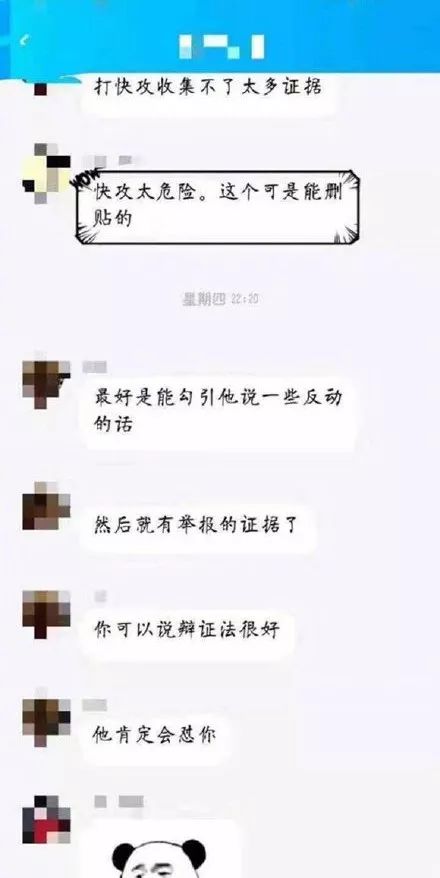 打快攻收集不了太多证据
WOW
快攻太危险。这个可是能删
贴的
星期四 22:20
最好是能勾引他说一些反动
的话
然后就有举报的证据了
你可以说辩证法很好
他肯定会怼你